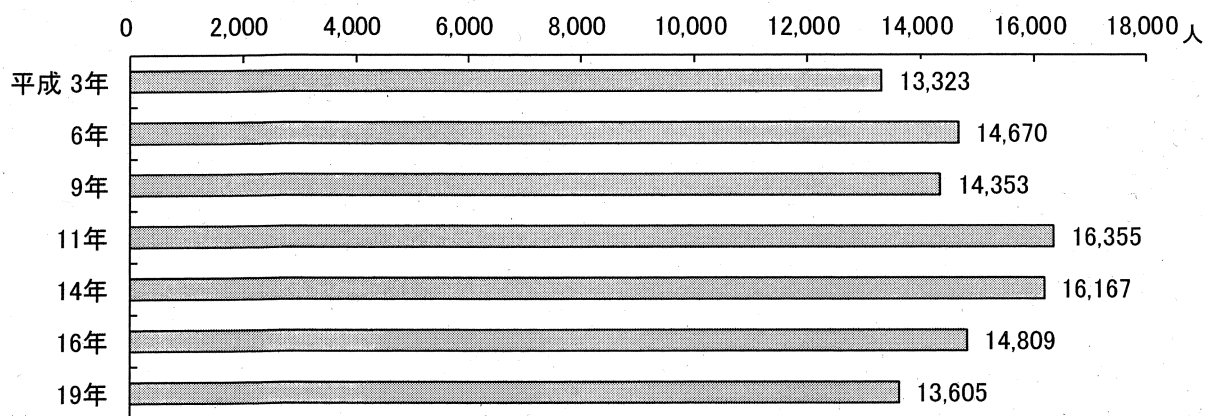 0 2,000 4,000 6,000 8,000 10,000 12,000 14,000 16,000 18,000 人
平成 3年 13,323
6年 14,670
9年 14,353
11年 16,355
14年 16,167
16年 14,809
19年 13,605